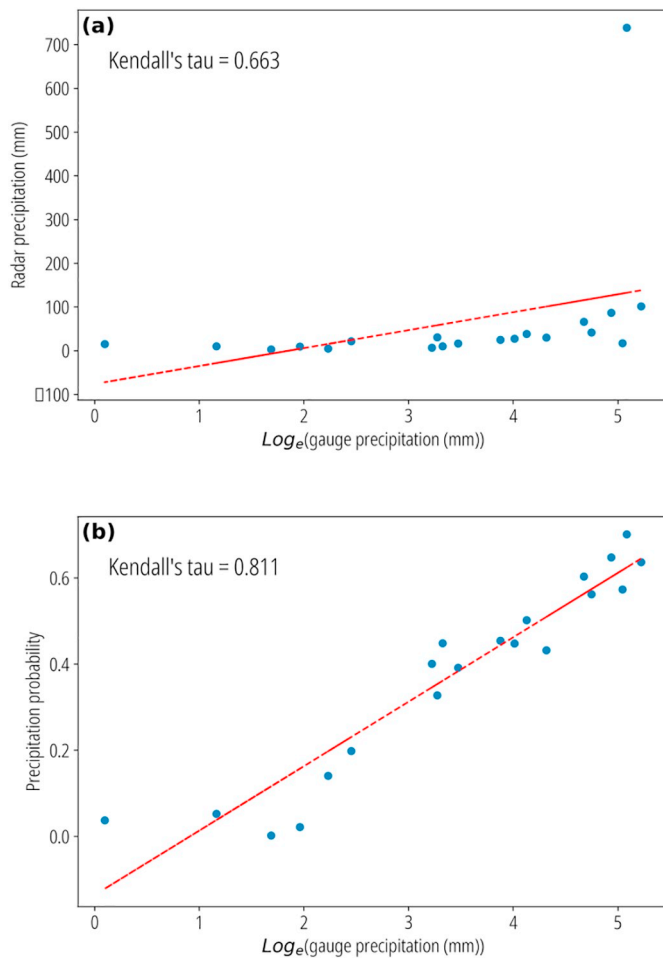 (a)
Kendall's tau = 0.663
700
600
500
400
300
200
100
0
▯100
Radar precipitation (mm)
0 1 2 3 4 5
Logₑ(gauge precipitation (mm))
(b)
Kendall's tau = 0.811
0.6
0.4
0.2
0.0
Precipitation probability
0 1 2 3 4 5
Logₑ(gauge precipitation (mm))